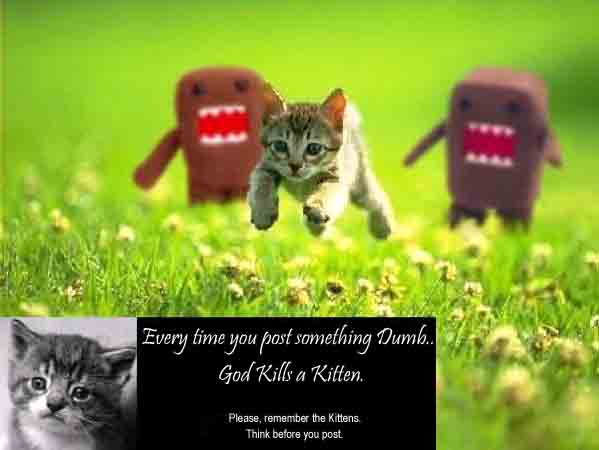 Every time you post something Dumb..
God Kills a Kitten.
Please, remember the Kittens.
Think before you post.